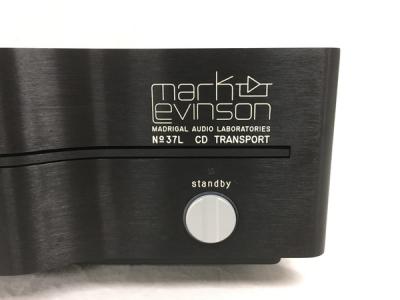 mark
Levinson
MADRIGAL AUDIO LABORATORIES
Nº37L CD TRANSPORT
standby